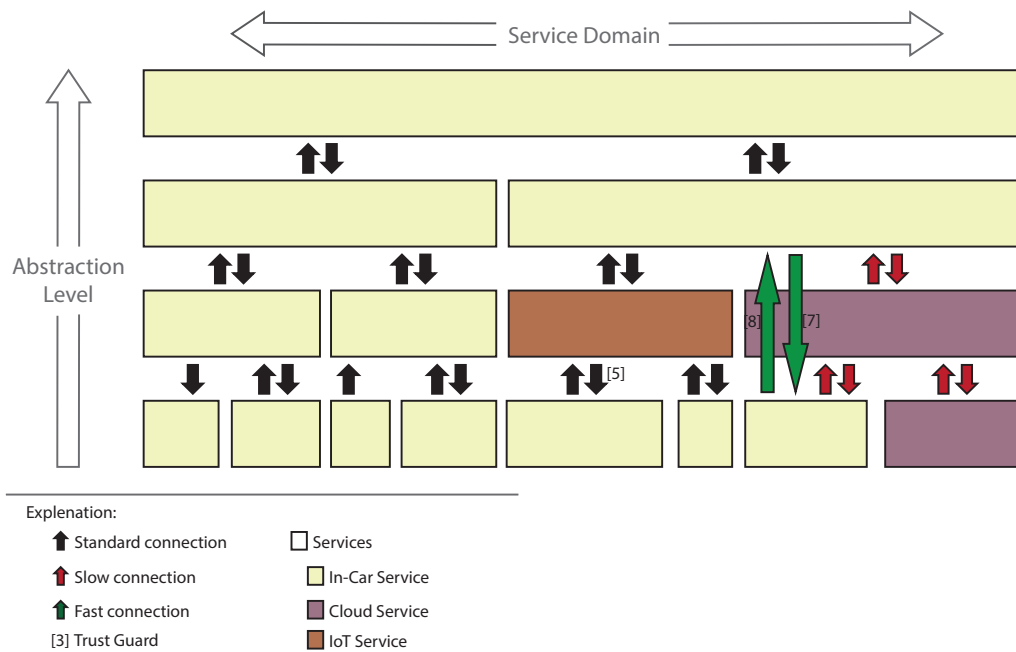 Service Domain
Abstraction
Level
[8]
[7]
[5]
Explanation:
Standard connection
Services
Slow connection
In-Car Service
Fast connection
Cloud Service
[3] Trust Guard
IoT Service